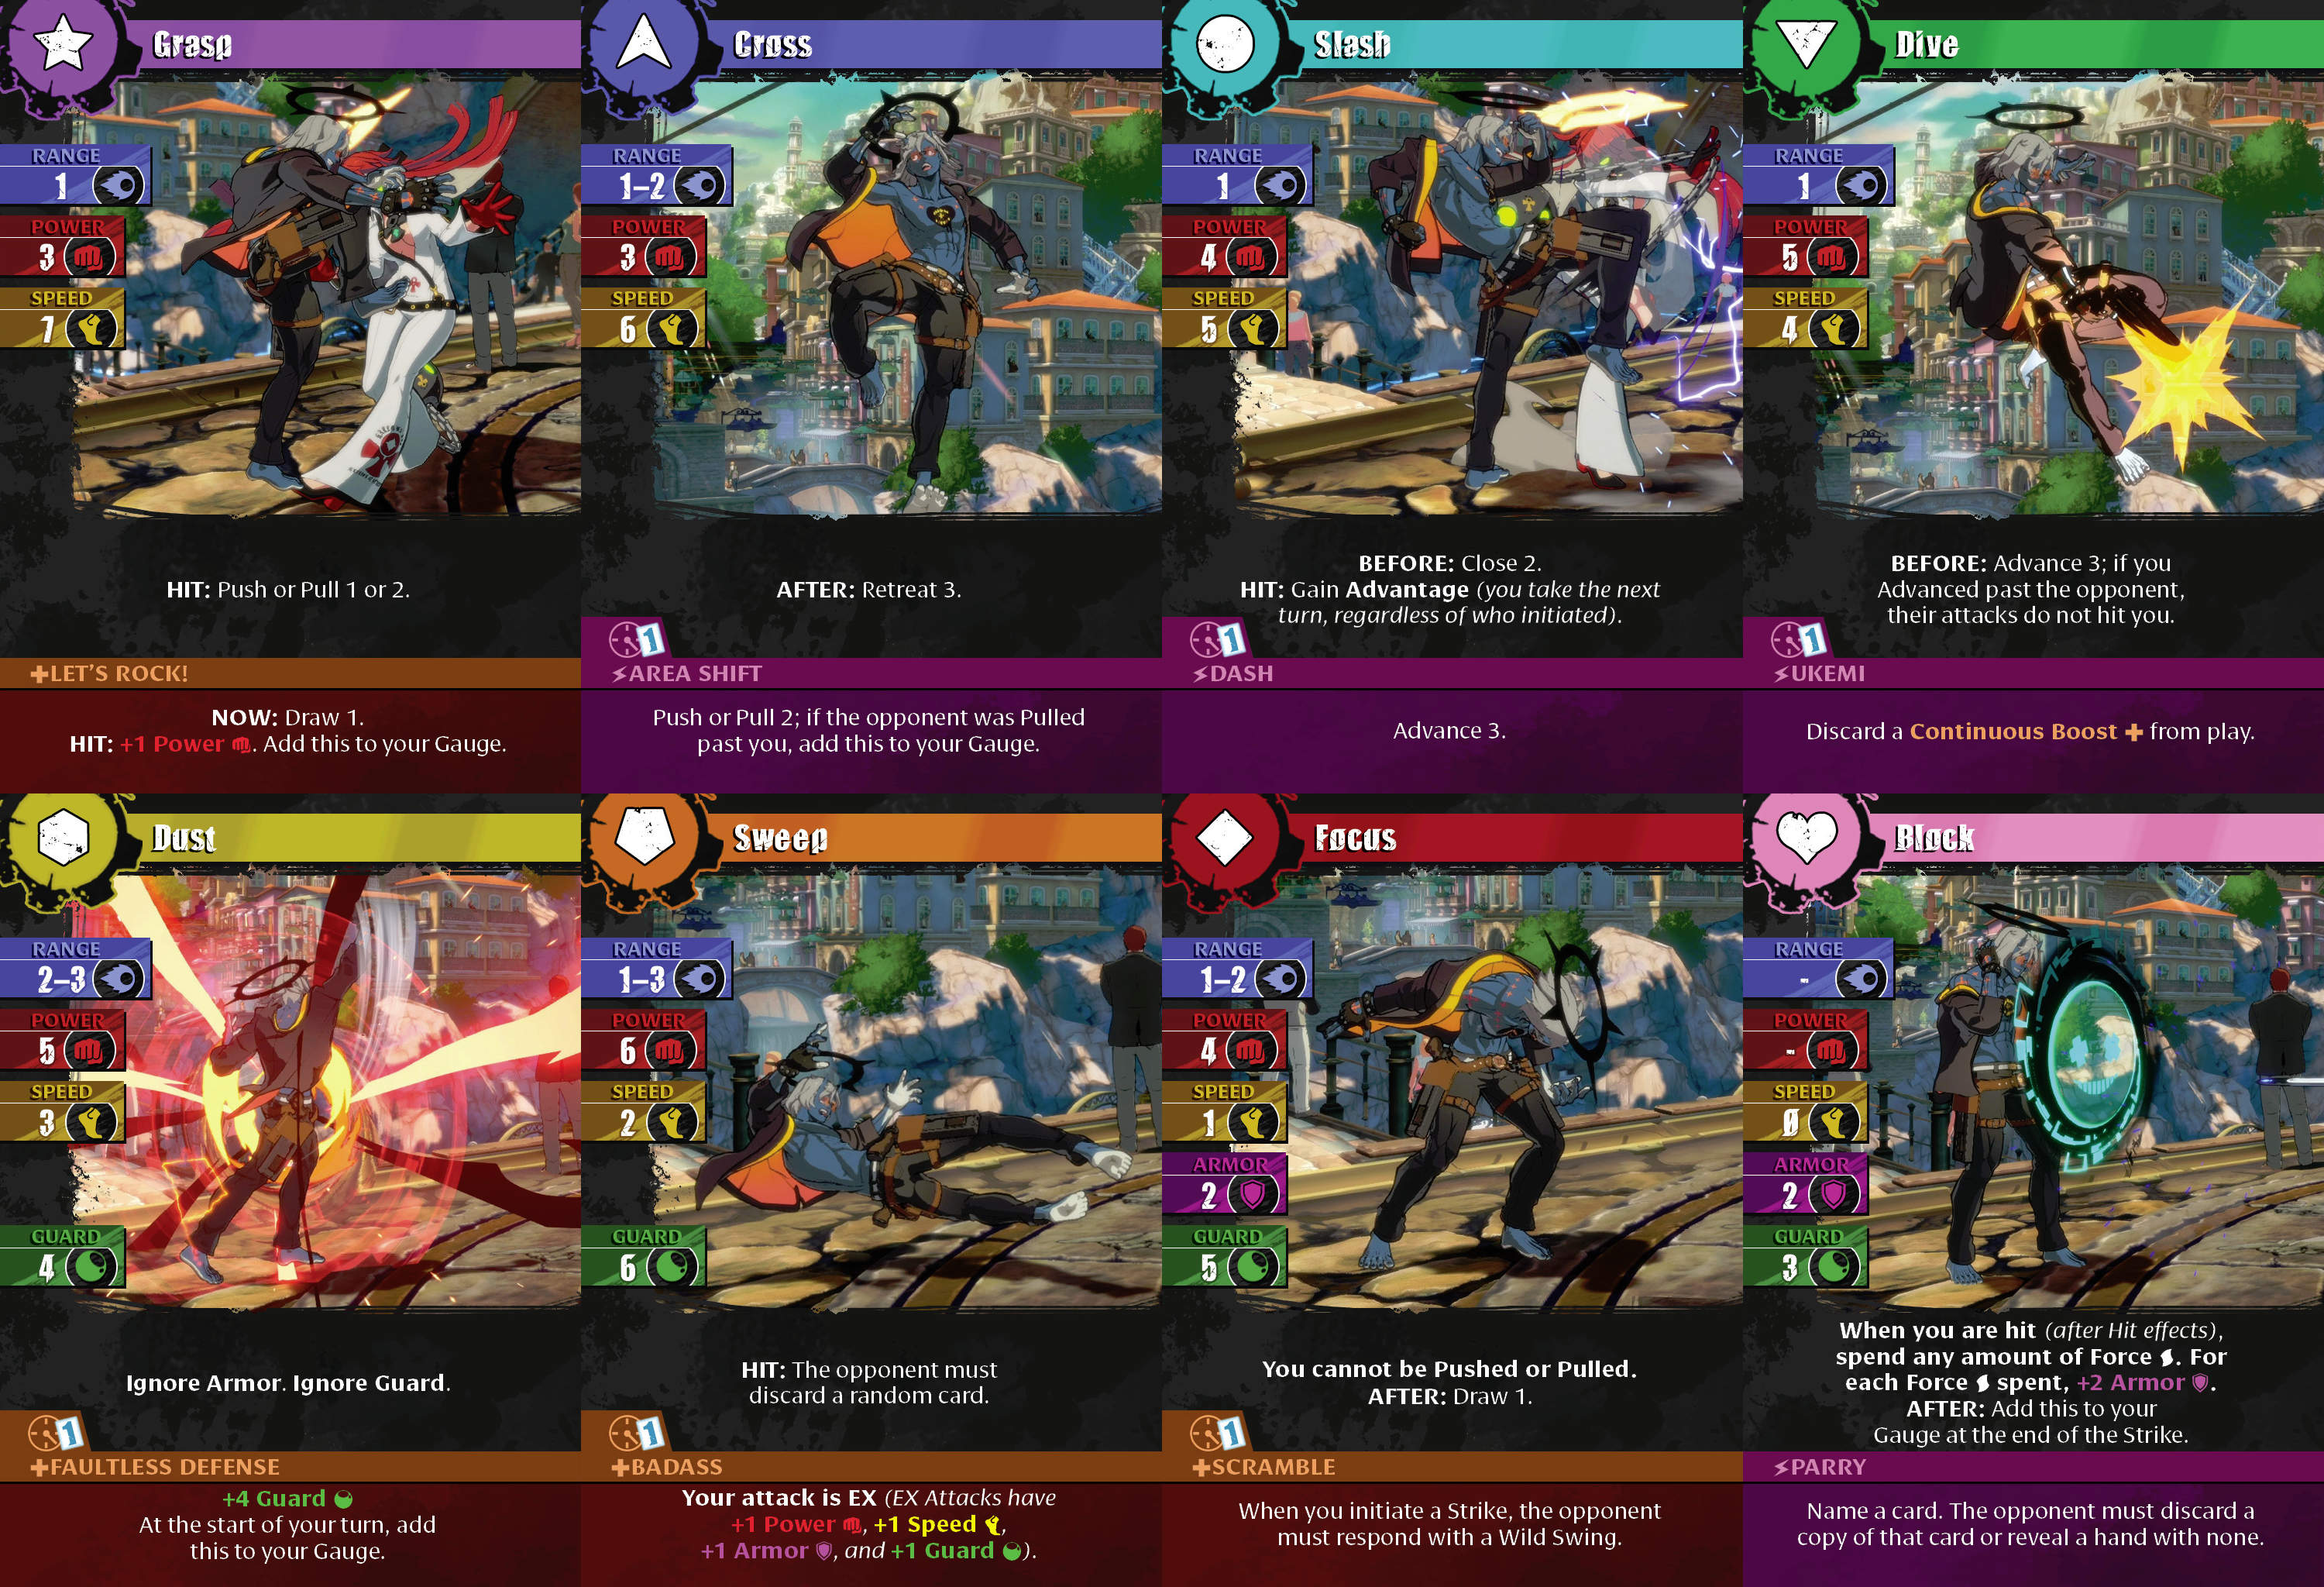 Grasp
RANGE
1
POWER
3
SPEED
7
HIT: Push or Pull 1 or 2.
LET'S ROCK!
NOW: Draw 1.
HIT: +1 Power. Add this to your Gauge.
Cross
RANGE
1–2
POWER
3
SPEED
6
AFTER: Retreat 3.
1
AREA SHIFT
Push or Pull 2; if the opponent was Pulled
past you, add this to your Gauge.
Slash
RANGE
1
POWER
4
SPEED
5
BEFORE: Close 2.
HIT: Gain Advantage (you take the next
turn, regardless of who initiated).
1
DASH
Advance 3.
Dive
RANGE
1
POWER
5
SPEED
4
BEFORE: Advance 3; if you
Advanced past the opponent,
their attacks do not hit you.
1
UKEMI
Discard a Continuous Boost + from play.
Dust
RANGE
2–3
POWER
5
SPEED
3
GUARD
4
Ignore Armor. Ignore Guard.
1
FAULTLESS DEFENSE
+4 Guard
At the start of your turn, add
this to your Gauge.
Sweep
RANGE
1–3
POWER
6
SPEED
2
GUARD
6
HIT: The opponent must
discard a random card.
1
BADASS
Your attack is EX (EX Attacks have
+1 Power, +1 Speed,
+1 Armor, and +1 Guard).
Focus
RANGE
1–2
POWER
4
SPEED
1
ARMOR
2
GUARD
5
You cannot be Pushed or Pulled.
AFTER: Draw 1.
1
SCRAMBLE
When you initiate a Strike, the opponent
must respond with a Wild Swing.
Block
RANGE
-
POWER
-
SPEED
0
ARMOR
2
GUARD
3
When you are hit (after Hit effects),
spend any amount of Force. For
each Force spent, +2 Armor.
AFTER: Add this to your
Gauge at the end of the Strike.
PARRY
Name a card. The opponent must discard a
copy of that card or reveal a hand with none.